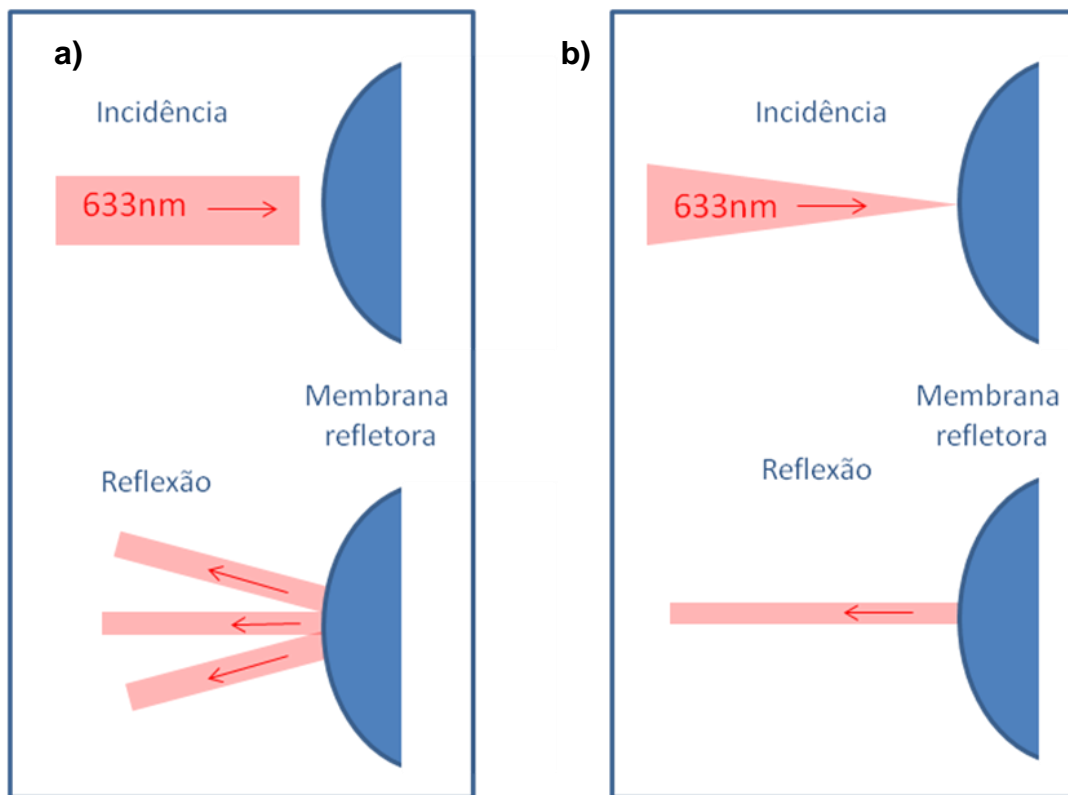 a)
Incidência
633nm
Membrana
refletora
Reflexão
b)
Incidência
633nm
Membrana
refletora
Reflexão